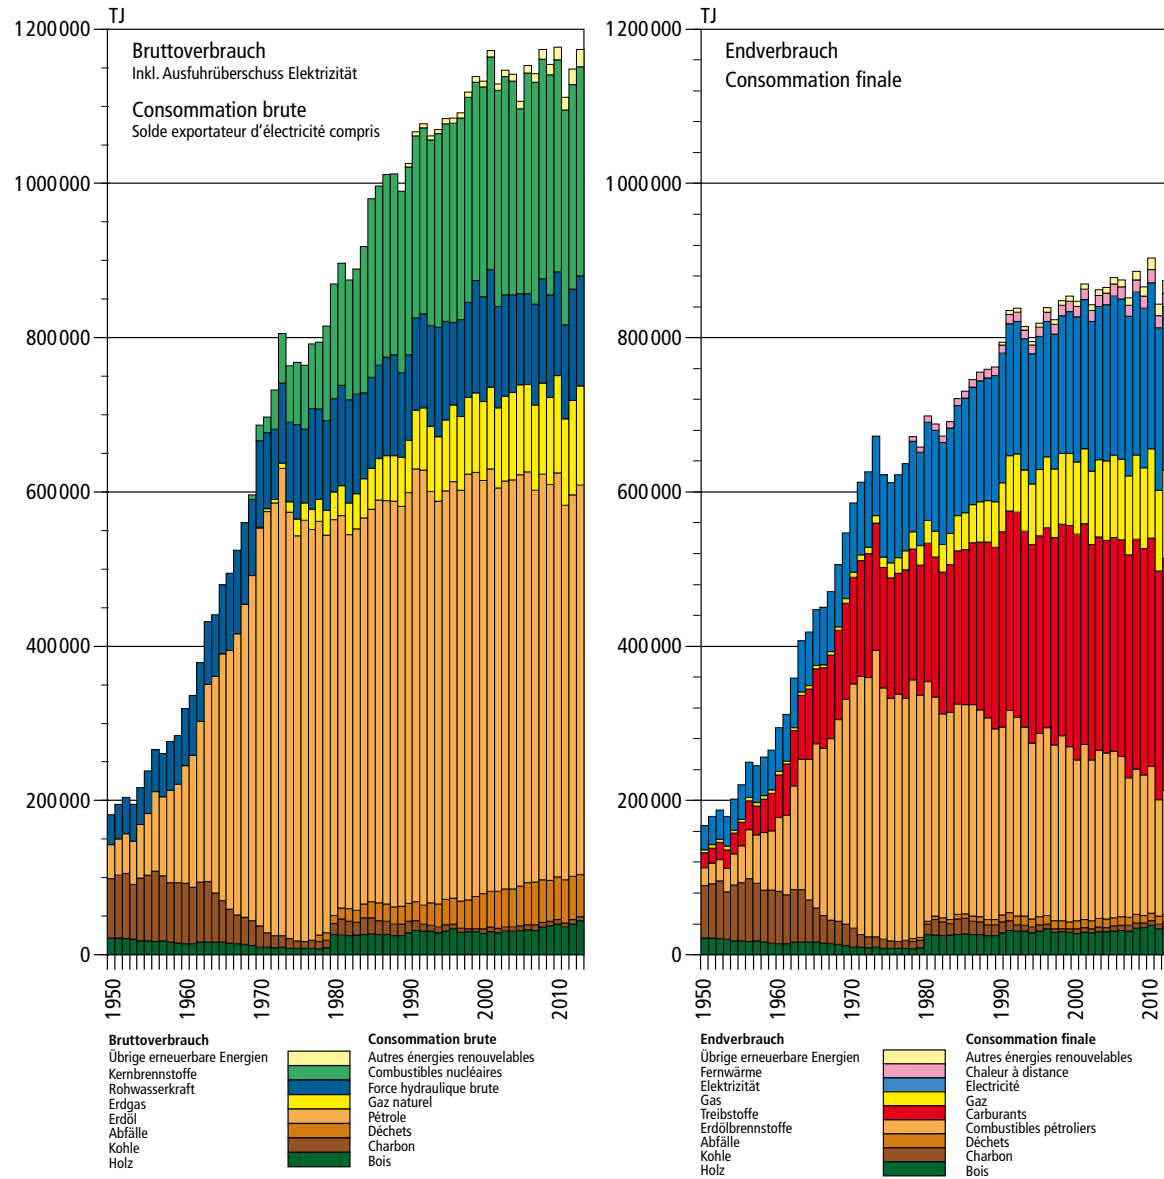 TJ
1 200 000
Bruttoverbrauch
Inkl. Ausfuhrüberschuss Elektrizität
Consommation brute
Solde exportateur d'électricité compris
1 000 000
800 000
600 000
400 000
200 000
0
1950
1960
1970
1980
1990
2000
2010
Bruttoverbrauch
Consommation brute
Übrige erneuerbare Energien
Autres énergies renouvelables
Kernbrennstoffe
Combustibles nucléaires
Rohwasserkraft
Force hydraulique brute
Erdgas
Gaz naturel
Erdöl
Pétrole
Abfälle
Déchets
Kohle
Charbon
Holz
Bois
TJ
1 200 000
Endverbrauch
Consommation finale
1 000 000
800 000
600 000
400 000
200 000
0
1950
1960
1970
1980
1990
2000
2010
Endverbrauch
Consommation finale
Übrige erneuerbare Energien
Autres énergies renouvelables
Fernwärme
Chaleur à distance
Elektrizität
Electricité
Gas
Gaz
Treibstoffe
Carburants
Erdölbrennstoffe
Combustibles pétroliers
Abfälle
Déchets
Kohle
Charbon
Holz
Bois